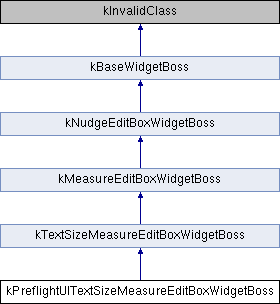 kInvalidClass
kBaseWidgetBoss
kNudgeEditBoxWidgetBoss
kMeasureEditBoxWidgetBoss
kTextSizeMeasureEditBoxWidgetBoss
kPreflightUITextSizeMeasureEditBoxWidgetBoss